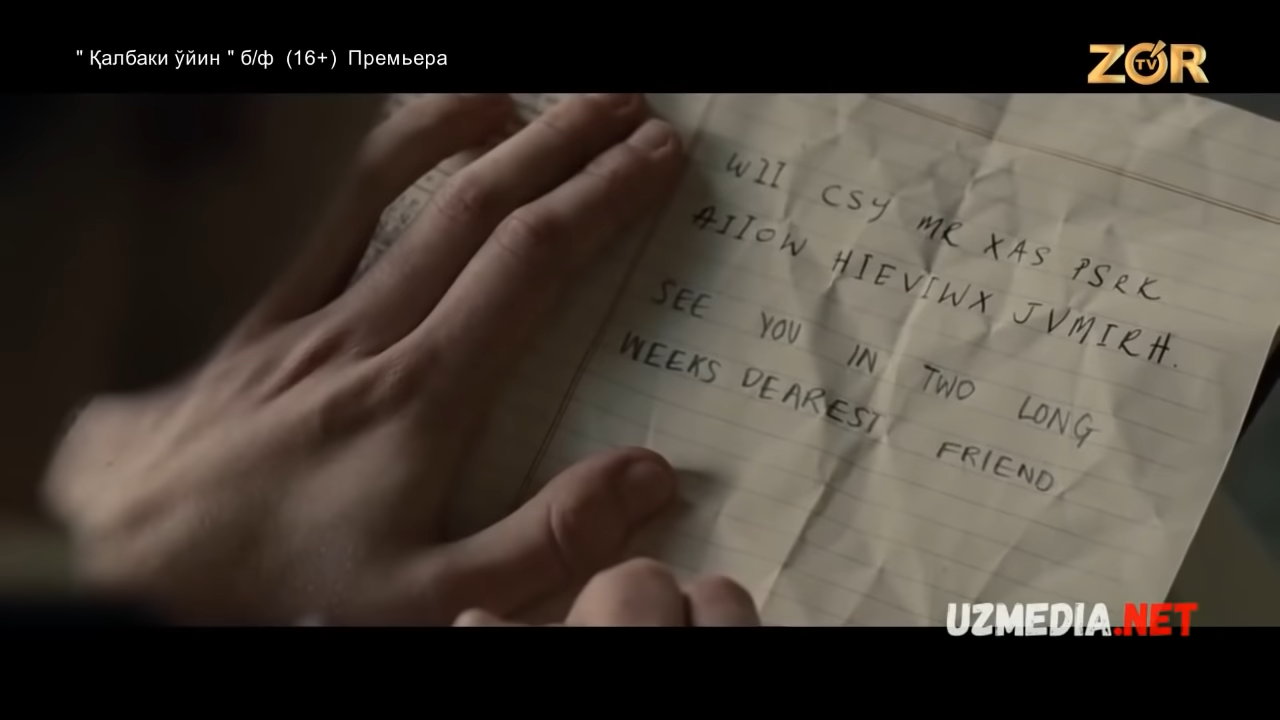 " Қалбаки ўйин " б/ф (16+) Премьера
ZOR TV
WII CSY MR XAS PSRK
AIIOW HIEVIWX JVMIRH.
SEE YOU IN TWO LONG
WEEKS DEAREST FRIEND
UZMEDIA.NET